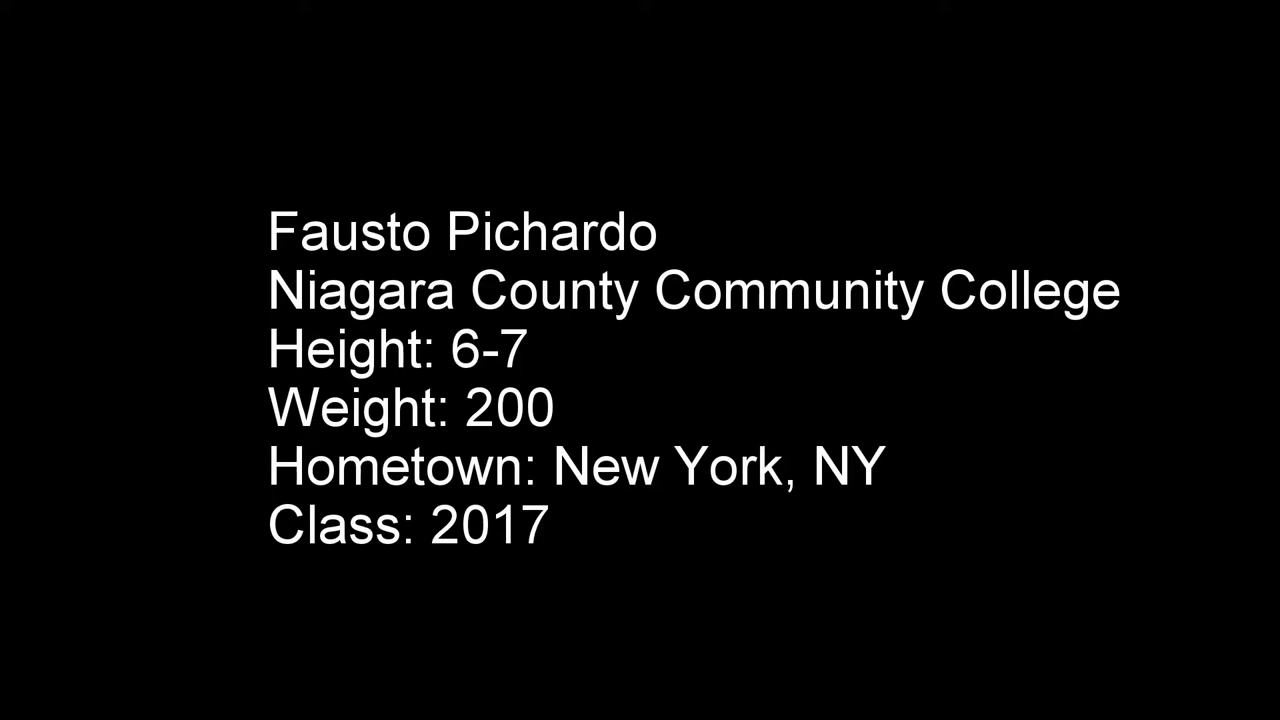 Fausto Pichardo
Niagara County Community College
Height: 6-7
Weight: 200
Hometown: New York, NY
Class: 2017